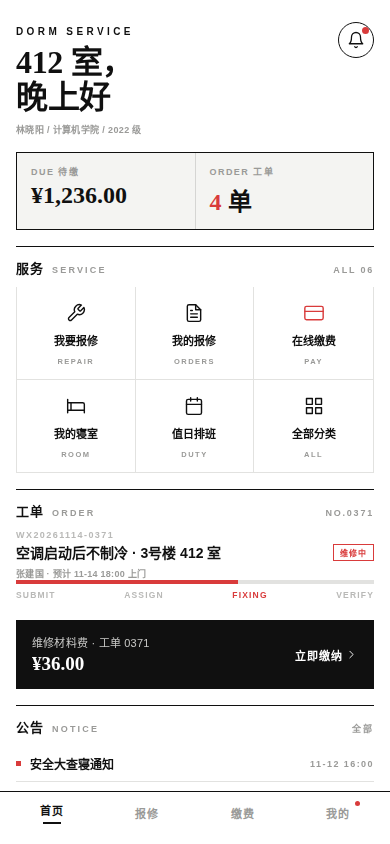 DORM SERVICE
412 室，
晚上好
林晓阳 / 计算机学院 / 2022 级
DUE 待缴
¥1,236.00
ORDER 工单
4 单
服务 SERVICE
ALL 06
我要报修
REPAIR
我的报修
ORDERS
在线缴费
PAY
我的寝室
ROOM
值日排班
DUTY
全部分类
ALL
工单 ORDER
NO.0371
WX20261114-0371
空调启动后不制冷 · 3号楼 412 室
维修中
张建国 · 预计 11-14 18:00 上门
SUBMIT ASSIGN FIXING VERIFY
维修材料费 · 工单 0371
¥36.00
立即缴纳
公告 NOTICE
全部
安全大查寝通知
11-12 16:00
首页 报修 缴费 我的